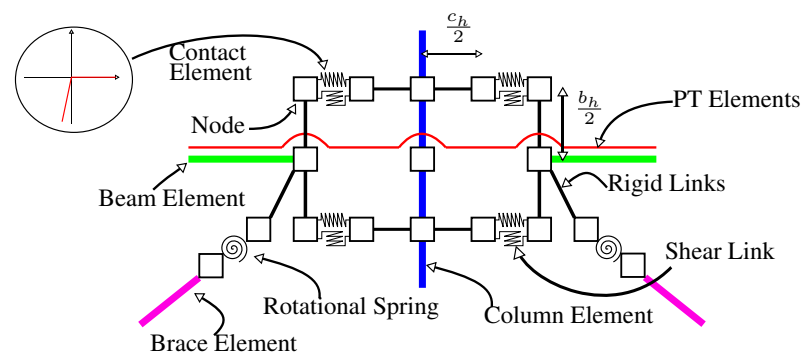 c_h
2
Contact
Element
b_h
2
PT Elements
Node
Beam Element
Rigid Links
Shear Link
Rotational Spring
Column Element
Brace Element